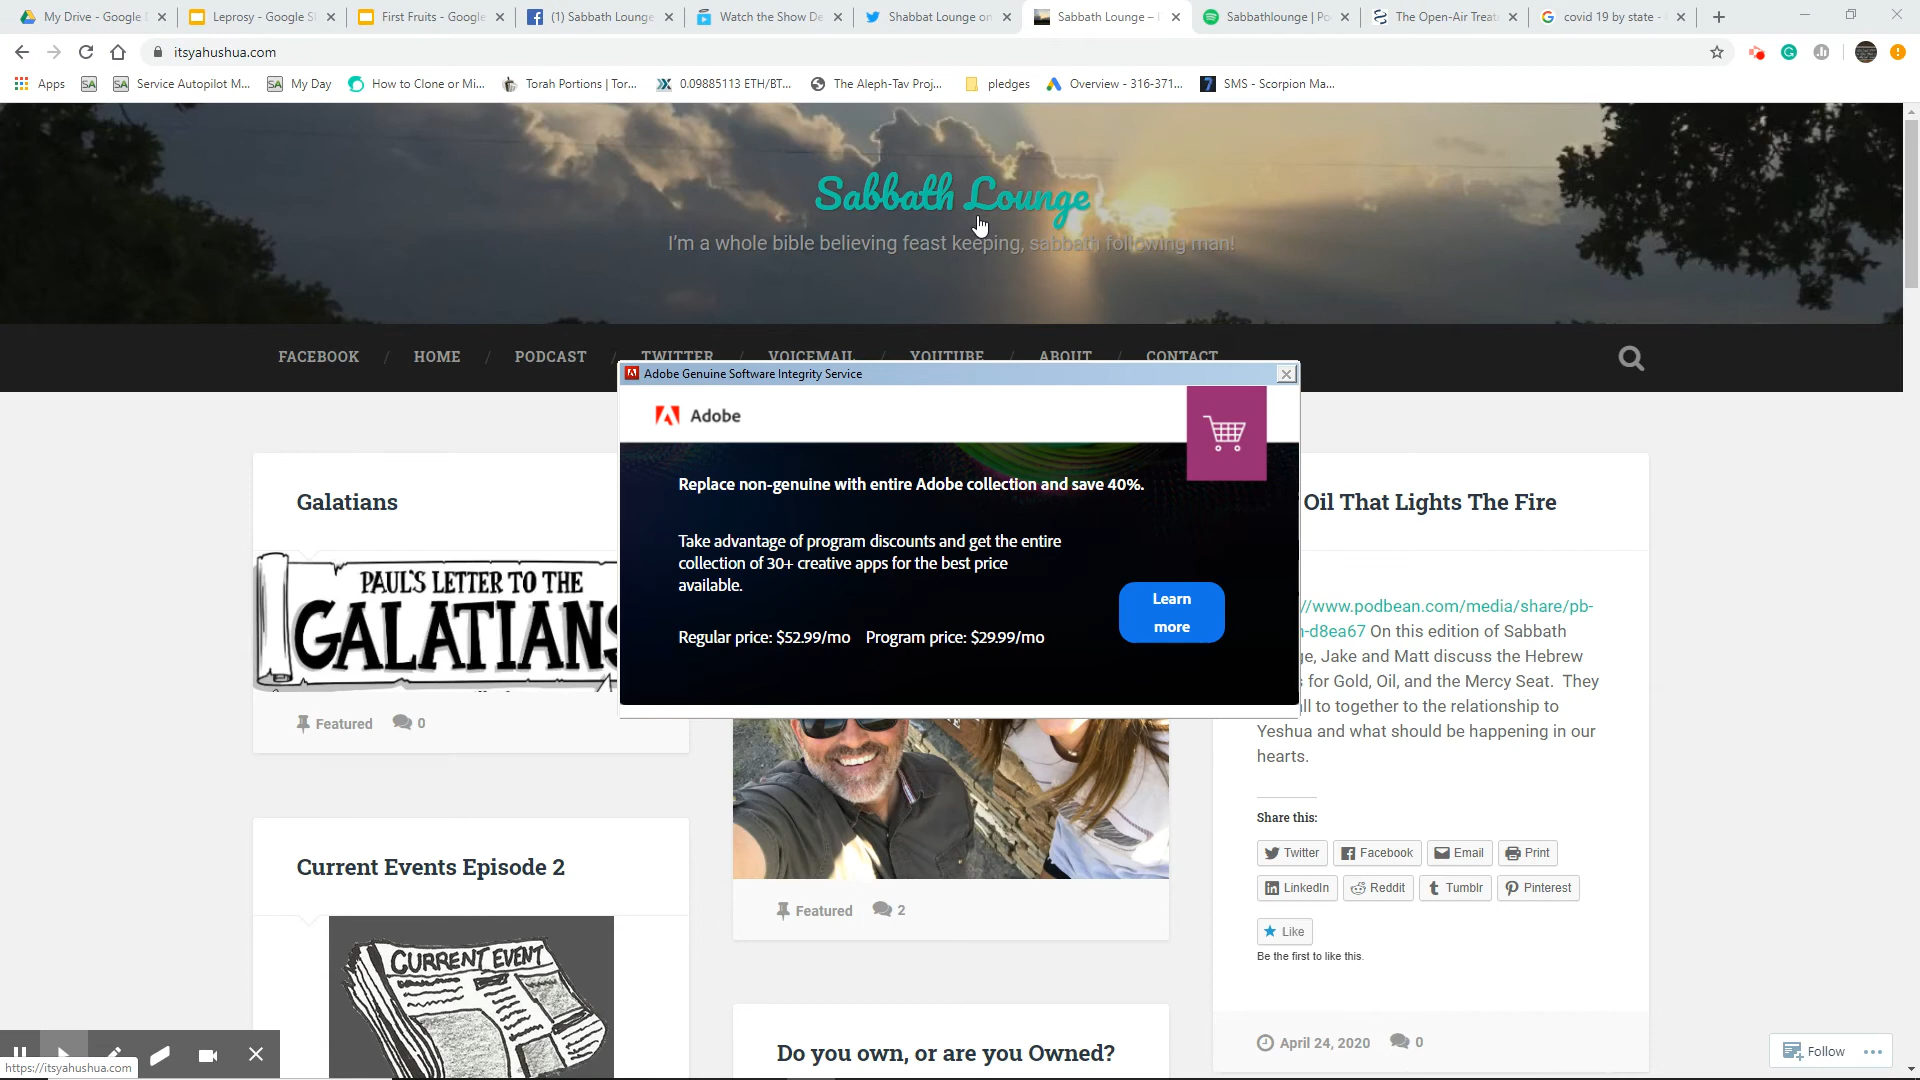 My Drive - Google
Leprosy - Google S
First Fruits - Google
(1) Sabbath Lounge
Watch the Show De
Shabbat Lounge on
Sabbath Lounge –
Sabbathlounge | Po
The Open-Air Treat
covid 19 by state -
itsyahushua.com
Apps
SA
SA Service Autopilot M...
SA My Day
How to Clone or Mi...
Torah Portions | Tor...
0.09885113 ETH/BT...
The Aleph-Tav Proj...
pledges
Overview - 316-371...
7 SMS - Scorpion Ma...
Sabbath Lounge
I'm a whole bible believing feast keeping, sabbath following man!
FACEBOOK / HOME / PODCAST / TWITTER / VOICEMAIL / YOUTUBE / ABOUT / CONTACT
Adobe Genuine Software Integrity Service
Adobe
Replace non-genuine with entire Adobe collection and save 40%.
Take advantage of program discounts and get the entire
collection of 30+ creative apps for the best price
available.
Regular price: $52.99/mo Program price: $29.99/mo
Learn
more
Galatians
PAUL'S LETTER TO THE
GALATIANS
Featured 0
Current Events Episode 2
CURRENT EVENT
Featured 2
Do you own, or are you Owned?
Oil That Lights The Fire
//www.podbean.com/media/share/pb-
-d8ea67 On this edition of Sabbath
, Jake and Matt discuss the Hebrew
for Gold, Oil, and the Mercy Seat. They
to together to the relationship to
Yeshua and what should be happening in our
hearts.
Share this:
Twitter
Facebook
Email
Print
LinkedIn
Reddit
Tumblr
Pinterest
Like
Be the first to like this.
April 24, 2020 0
Follow
https://itsyahushua.com